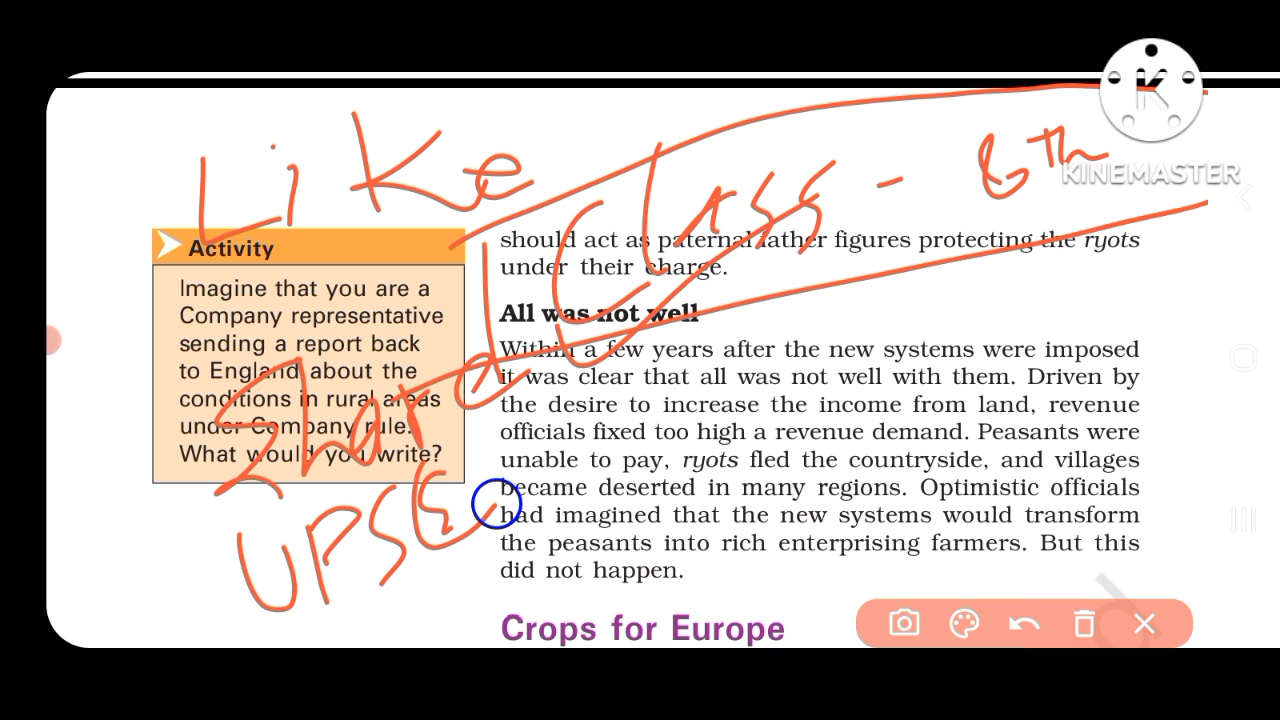 Like
Class - 8th
KINEMASTER
Activity
Imagine that you are a
Company representative
sending a report back
to England about the
conditions in rural areas
under Company rule.
What would you write?
Shared
UPSC
should act as paternal father figures protecting the ryots
under their charge.
All was not well
Within a few years after the new systems were imposed
it was clear that all was not well with them. Driven by
the desire to increase the income from land, revenue
officials fixed too high a revenue demand. Peasants were
unable to pay, ryots fled the countryside, and villages
became deserted in many regions. Optimistic officials
had imagined that the new systems would transform
the peasants into rich enterprising farmers. But this
did not happen.
Crops for Europe